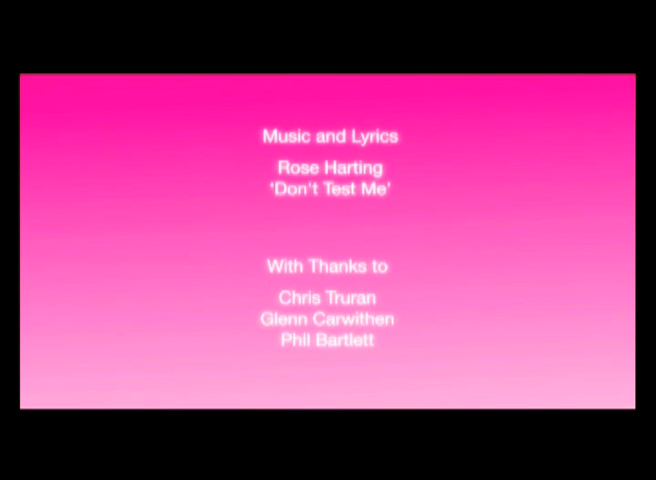 Music and Lyrics
Rose Harting
'Don't Test Me'
With Thanks to
Chris Truran
Glenn Carwithen
Phil Bartlett